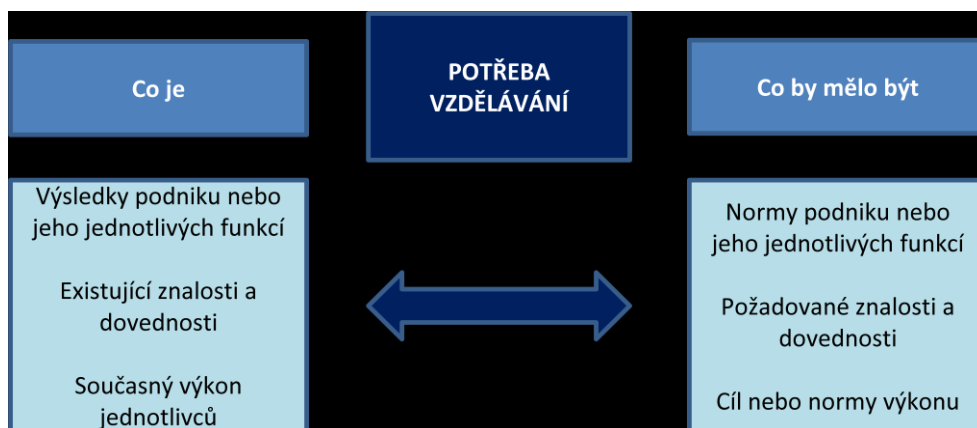 Co je
POTŘEBA
VZDĚLÁVÁNÍ
Co by mělo být
Výsledky podniku nebo
jeho jednotlivých funkcí
Existující znalosti a
dovednosti
Současný výkon
jednotlivců
Normy podniku nebo
jeho jednotlivých funkcí
Požadované znalosti a
dovednosti
Cíl nebo normy výkonu